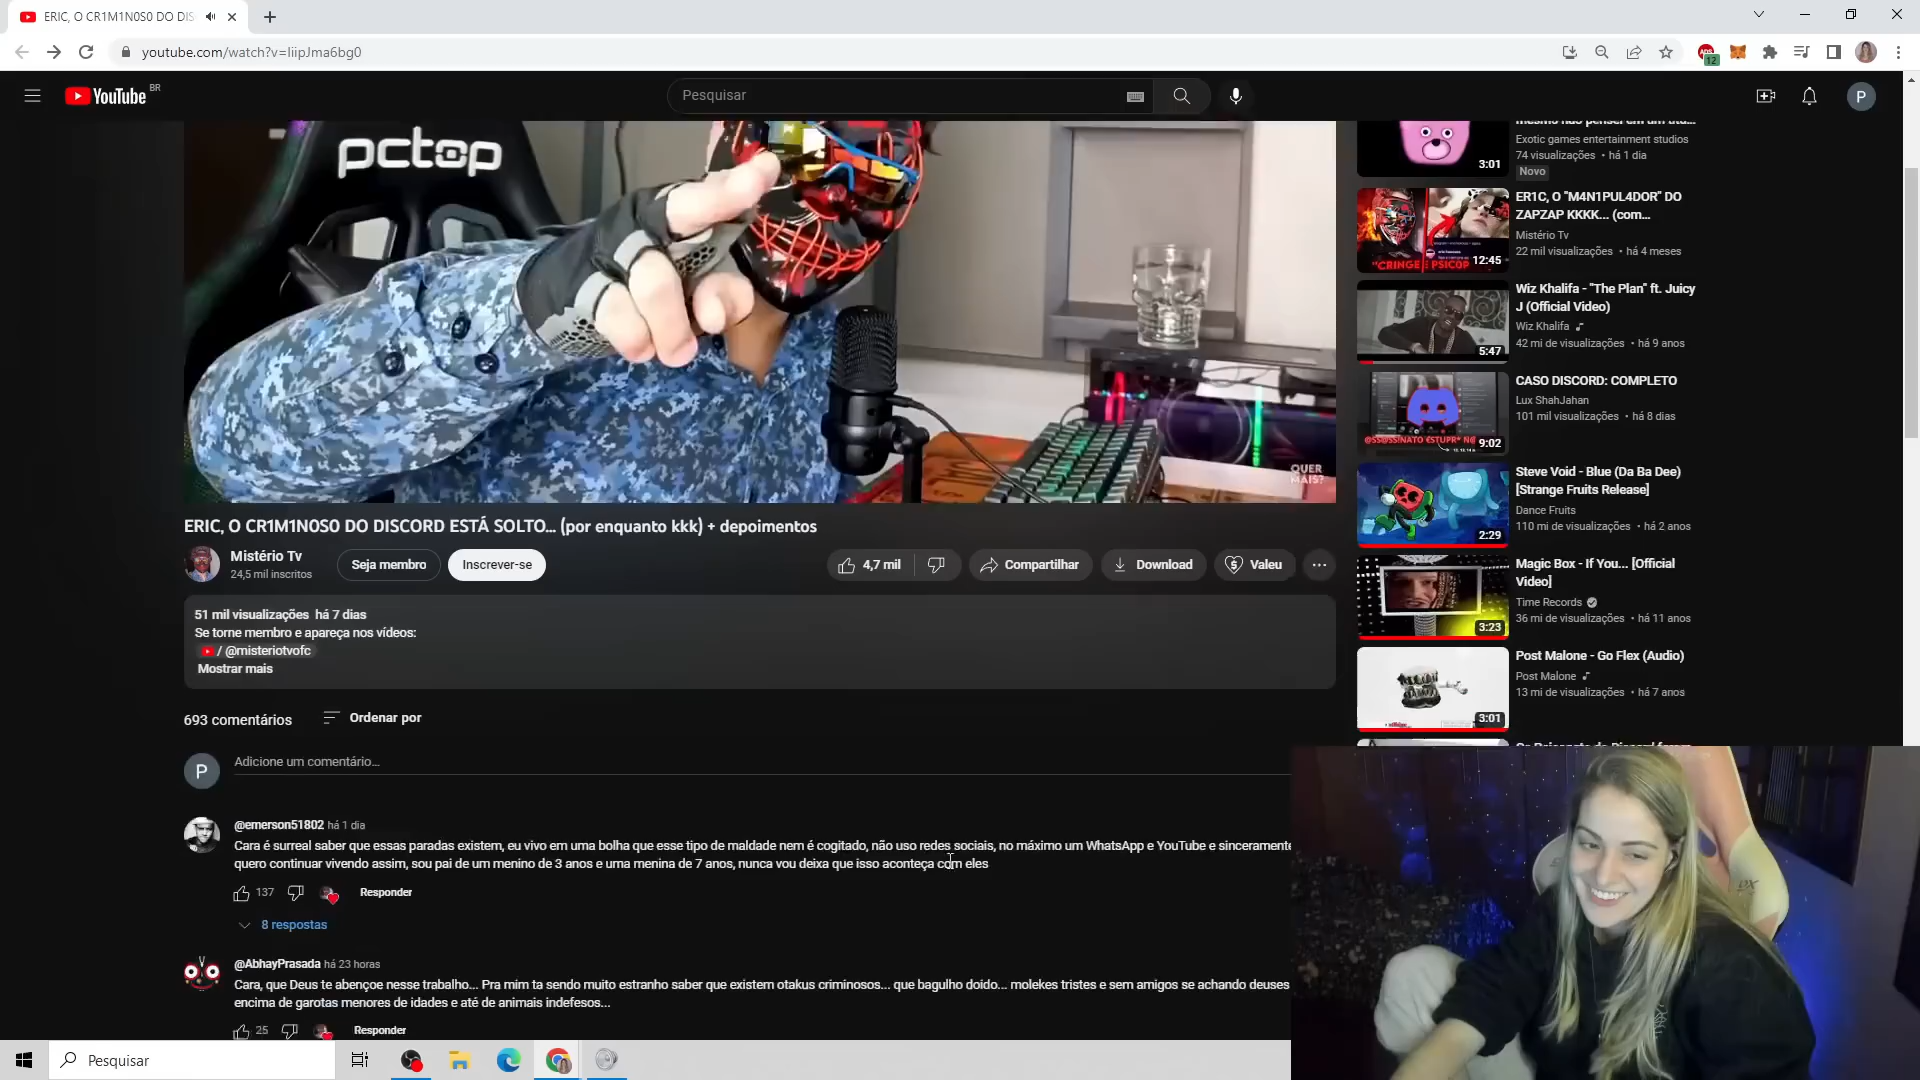 ERIC, O CR1M1N0S0 DO DIS
youtube.com/watch?v=IiipJma6bg0
12
YouTube BR
Pesquisar
P
pctop
QUER MAIS?
ERIC, O CR1M1N0S0 DO DISCORD ESTÁ SOLTO... (por enquanto kkk) + depoimentos
Mistério Tv
24,5 mil inscritos
Seja membro
Inscrever-se
4,7 mil
Compartilhar
Download
Valeu
51 mil visualizações há 7 dias
Se torne membro e apareça nos vídeos:
/ @misteriotvofc
Mostrar mais
693 comentários
Ordenar por
P
Adicione um comentário...
@emerson51802 há 1 dia
Cara é surreal saber que essas paradas existem, eu vivo em uma bolha que esse tipo de maldade nem é cogitado, não uso redes sociais, no máximo um WhatsApp e YouTube e sinceramente
quero continuar vivendo assim, sou pai de um menino de 3 anos e uma menina de 7 anos, nunca vou deixa que isso aconteça com eles
137
Responder
8 respostas
@AbhayPrasada há 23 horas
Cara, que Deus te abençoe nesse trabalho... Pra mim ta sendo muito estranho saber que existem otakus criminosos... que bagulho doido... molekes tristes e sem amigos se achando deuses
encima de garotas menores de idades e até de animais indefesos...
25
Responder
Exotic games entertainment studios
74 visualizações • há 1 dia
Novo
3:01
ER1C, O "M4N1PUL4DOR" DO
ZAPZAP KKKK... (com...
Mistério Tv
22 mil visualizações • há 4 meses
12:45
Wiz Khalifa - "The Plan" ft. Juicy
J (Official Video)
Wiz Khalifa
42 mi de visualizações • há 9 anos
5:47
CASO DISCORD: COMPLETO
Lux ShahJahan
101 mil visualizações • há 8 dias
9:02
Steve Void - Blue (Da Ba Dee)
[Strange Fruits Release]
Dance Fruits
110 mi de visualizações • há 2 anos
2:29
Magic Box - If You... [Official
Video]
Time Records
36 mi de visualizações • há 11 anos
3:23
Post Malone - Go Flex (Audio)
Post Malone
13 mi de visualizações • há 7 anos
3:01
Pesquisar